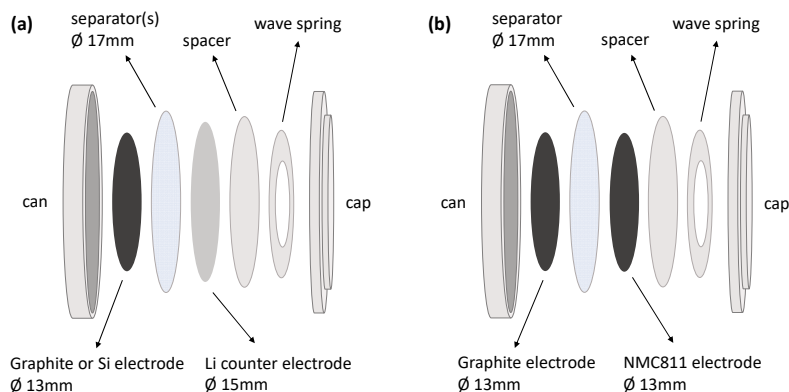 (a)
separator(s)
Ø 17mm
spacer
wave spring
can
cap
Graphite or Si electrode
Ø 13mm
Li counter electrode
Ø 15mm
(b)
separator
Ø 17mm
spacer
wave spring
can
cap
Graphite electrode
Ø 13mm
NMC811 electrode
Ø 13mm